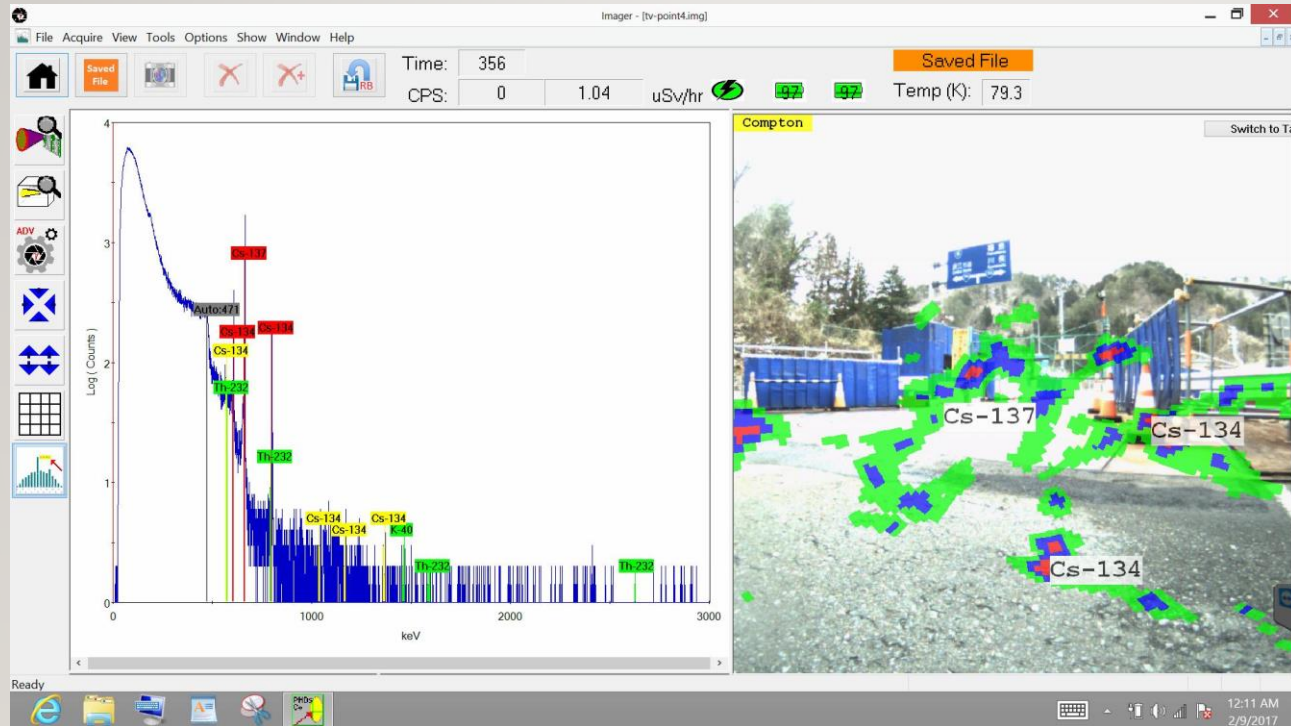 Imager - [tv-point4.img]
File Acquire View Tools Options Show Window Help
Saved File
RB
Time: 356
CPS: 0 1.04 uSv/hr
97 97
Saved File
Temp (K): 79.3
ADV
4
3
2
1
0
Log ( Counts )
Cs-137
Auto:471
Cs-134
Cs-134
Cs-134
Th-232
Th-232
Cs-134
Cs-134
Cs-134
K-40
Th-232
Th-232
0 1000 2000 3000
keV
Compton
Switch to Ta
Cs-137
Cs-134
Cs-134
Ready
PHDs
12:11 AM
2/9/2017